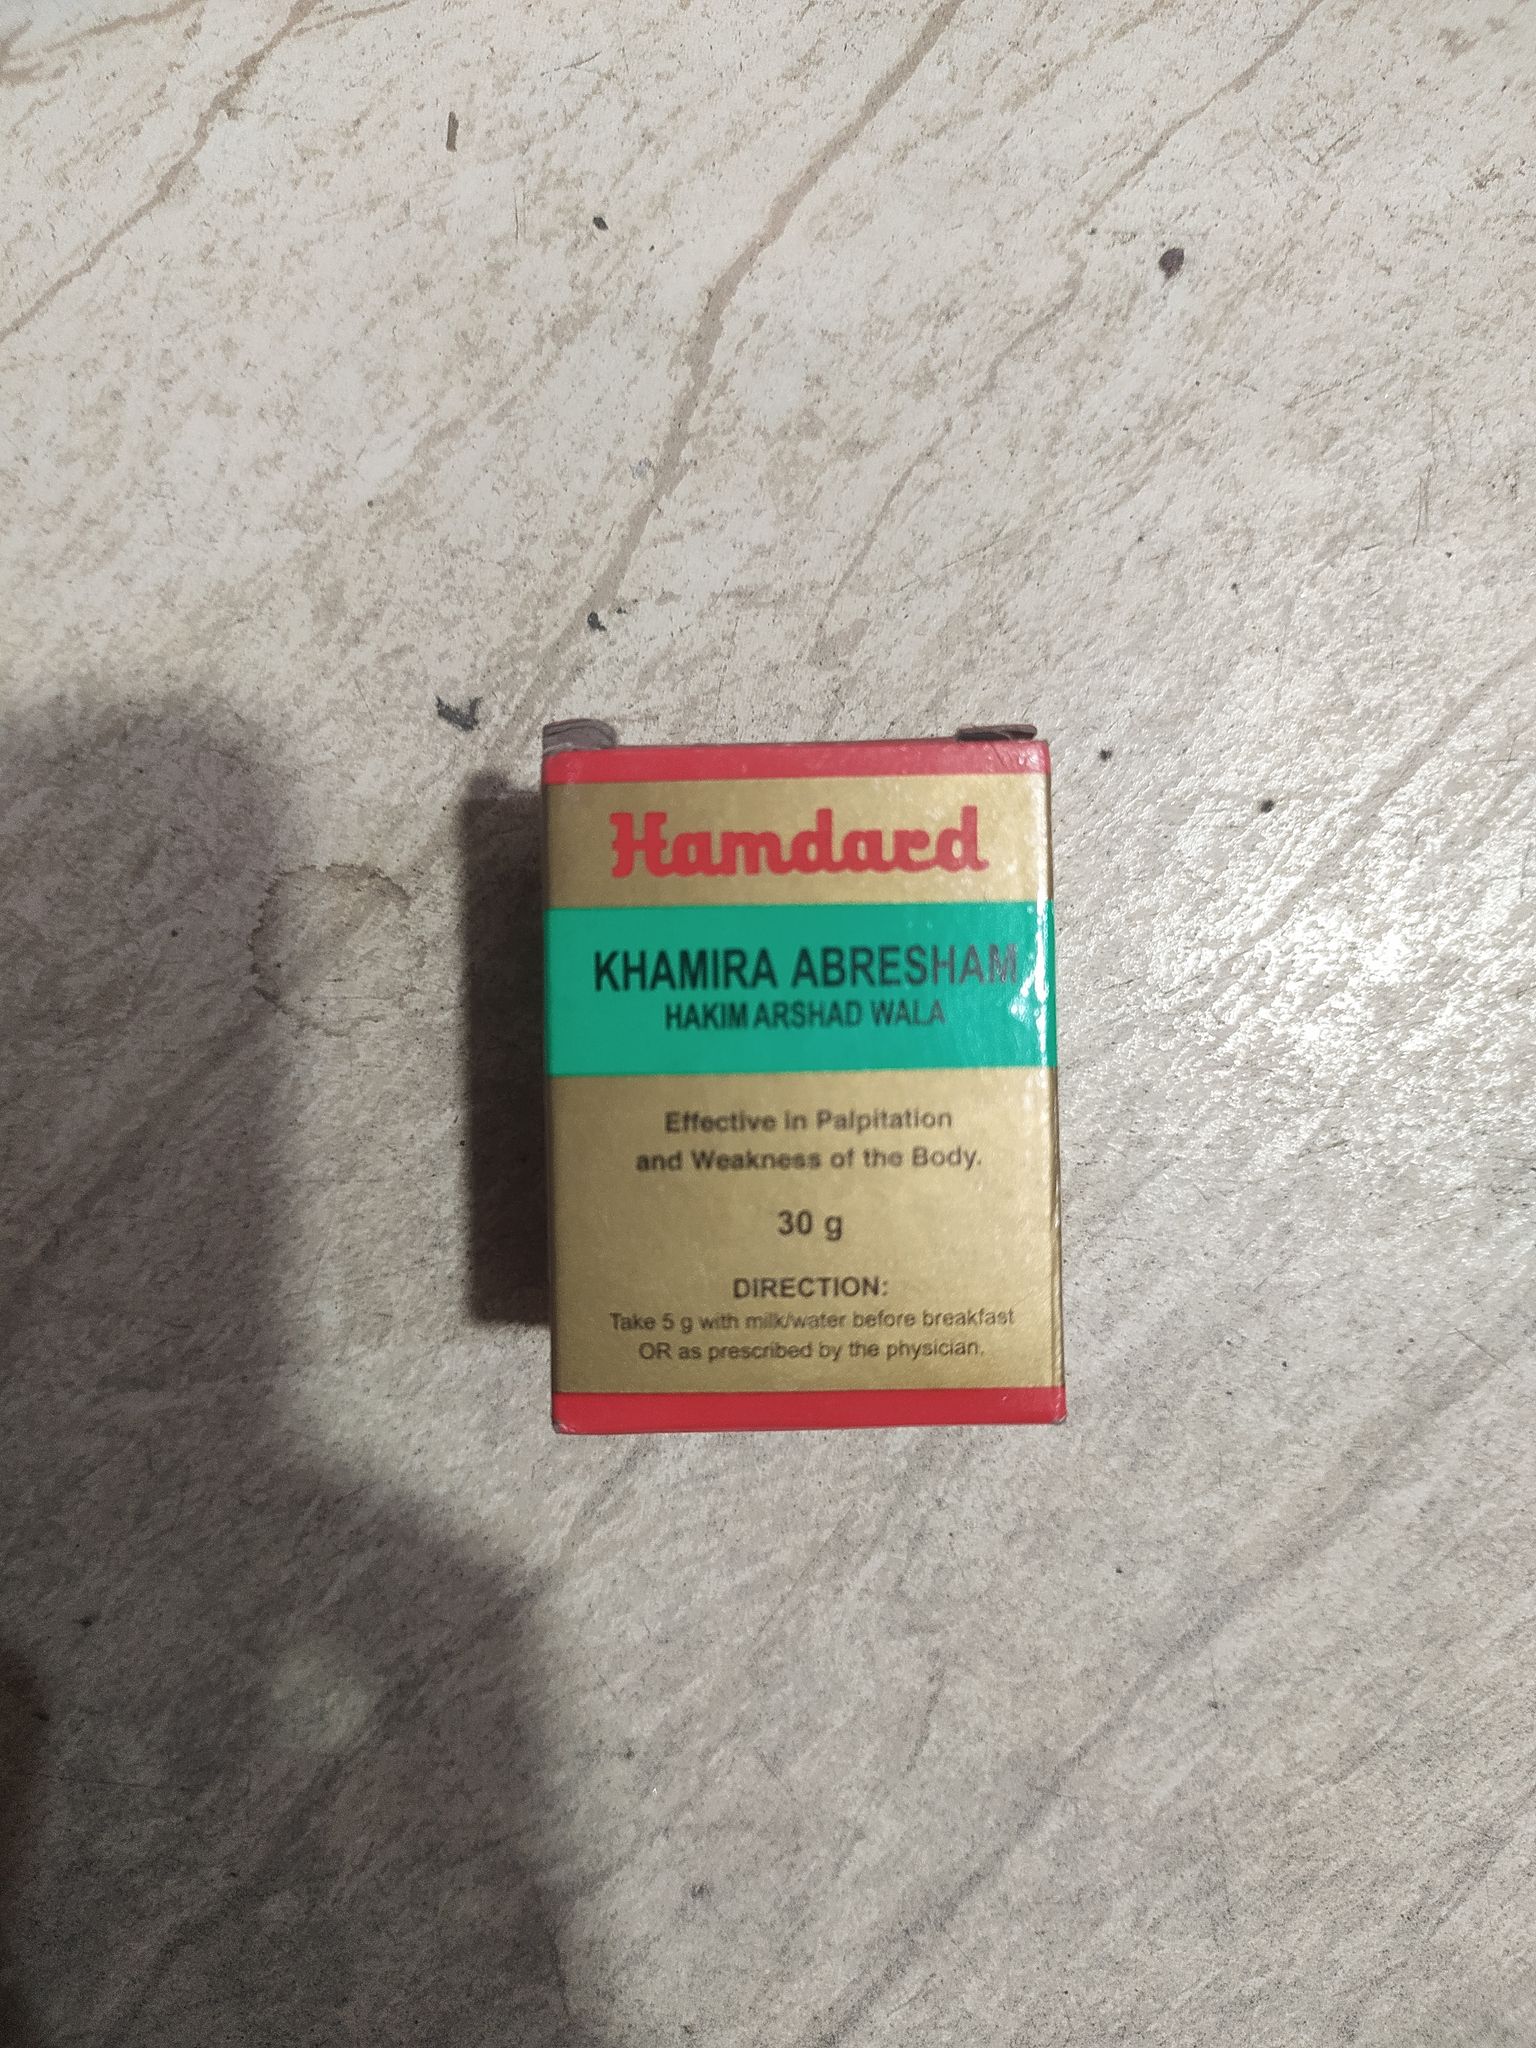 Hamdard
KHAMIRA ABRESHAM
HAKIM ARSHAD WALA
Effective in Palpitation
and Weakness of the Body.
30 g
DIRECTION:
Take 5 g with milk/water before breakfast
OR as prescribed by the physician.